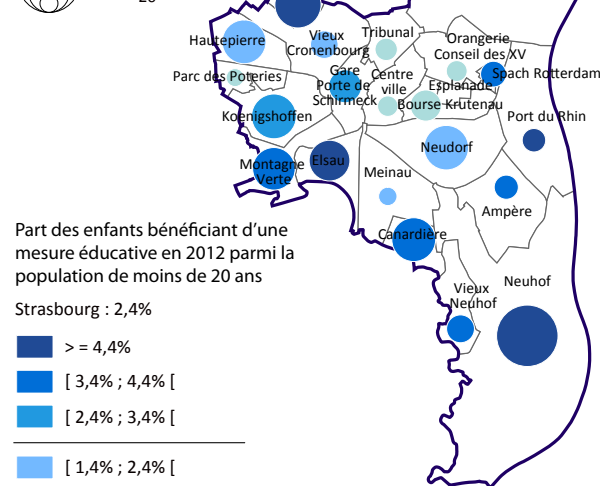 Hautepierre
Vieux
Cronenbourg
Tribunal
Orangerie
Conseil des XV
Parc des Poteries
Gare
Porte de
Schirmeck
Centre
ville
Spach Rotterdam
Esplanade
Bourse Krutenau
Koenigshoffen
Port du Rhin
Montagne
Verte
Elsau
Neudorf
Meinau
Ampère
Canardière
Part des enfants bénéficiant d'une
mesure éducative en 2012 parmi la
population de moins de 20 ans
Strasbourg : 2,4%
> = 4,4%
[ 3,4% ; 4,4% [
[ 2,4% ; 3,4% [
[ 1,4% ; 2,4% [
Vieux
Neuhof
Neuhof